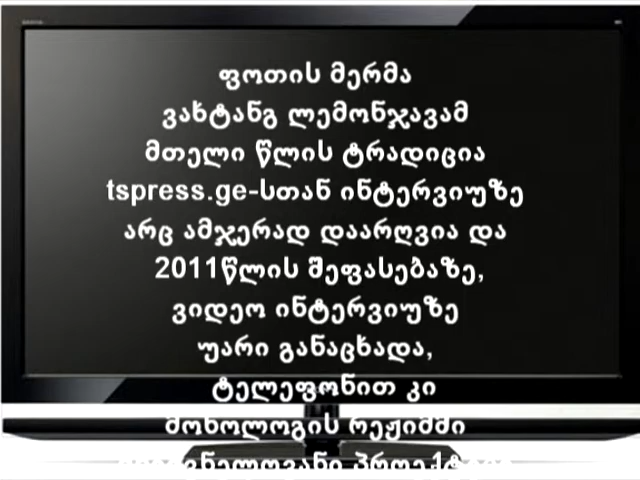 ფოთის მერმა
ვახტანგ ლემონჯავამ
მთელი წლის ტრადიცია
tspress.ge-სთან ინტერვიუზე
არც ამჯერად დაარღვია და
2011წლის შეფასებაზე,
ვიდეო ინტერვიუზე
უარი განაცხადა,
ტელეფონით კი
მონოლოგის რეჟიმში